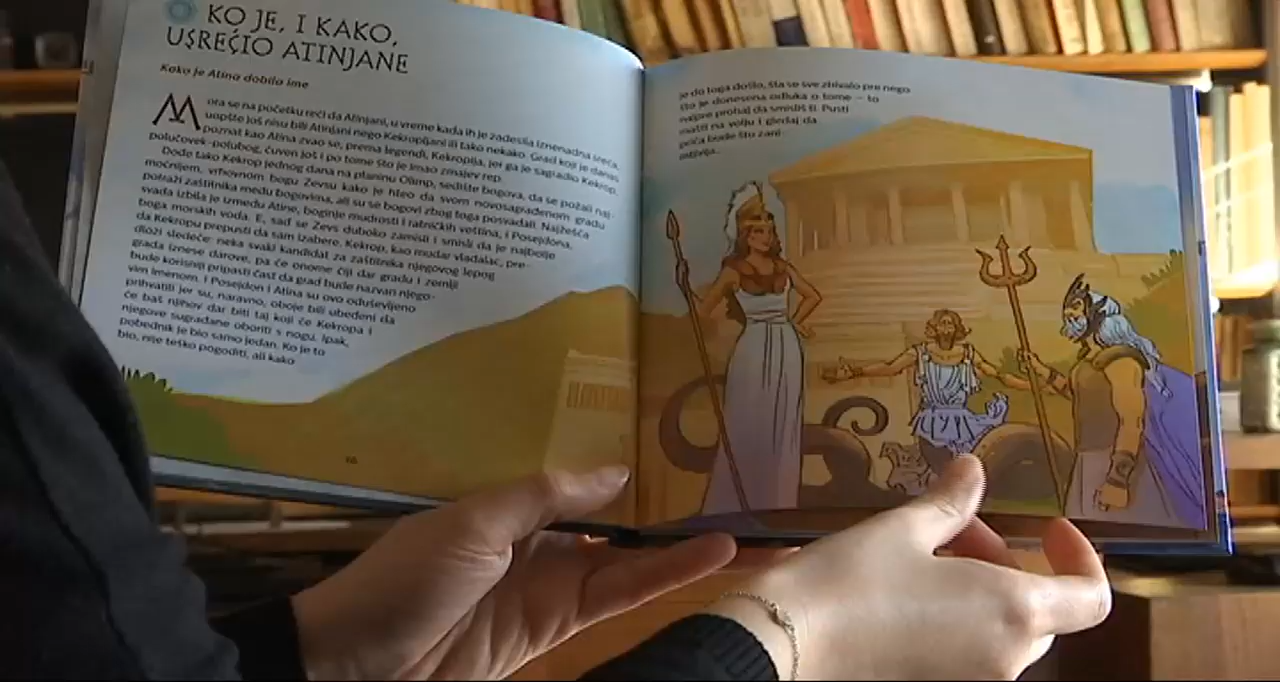 KO JE, I KAKO,
USREĆIO ATINJANE
Kako je Atina dobila ime
Mora se na početku reći da Atinjani, u vreme kada ih je zadesila iznenadna sreća,
uopšte još nisu bili Atinjani nego Kekropijani ili tako nekako. Grad koji je danas
poznat kao Atina zvao se, prema legendi, Kekropija, jer ga je sagradio Kekrop,
polučovek-polubog, čuven još i po tome što je imao zmajev rep.
Dođe tako Kekrop jednog dana na planinu Olimp, sedište bogova, da se požali naj-
moćnijem, vrhovnom bogu Zevsu kako je hteo da svom novosagrađenom gradu
potraži zaštitnika među bogovima, ali su se bogovi zbog toga posvađali. Najžešća
svađa izbila je između Atine, boginje mudrosti i ratničkih veština, i Posejdona,
boga morskih voda. E, sad se Zevs duboko zamisli i smisli da je najbolje
da Kekropu prepusti da sam izabere. Kekrop, kao mudar vladalac, pre-
dloži sledeće: neka svaki kandidat za zaštitnika njegovog lepog
grada iznese darove, pa će onome čiji dar gradu i zemlji
bude korisniji pripasti čast da grad bude nazvan njego-
vim imenom. I Posejdon i Atina su ovo oduševljeno
prihvatili jer su, naravno, oboje bili ubeđeni da
će baš njihov dar biti taj koji će Kekropa i
njegove sugrađane oboriti s nogu. Ipak,
pobednik je bio samo jedan. Ko je to
bio, nije teško pogoditi, ali kako
je do toga došlo, šta se sve zbivalo pre nego
što je donesena odluka o tome – to
najpre probaj da smisliš ti. Pusti
mašti na volju i gledaj da
priča bude što zani-
mljivija.